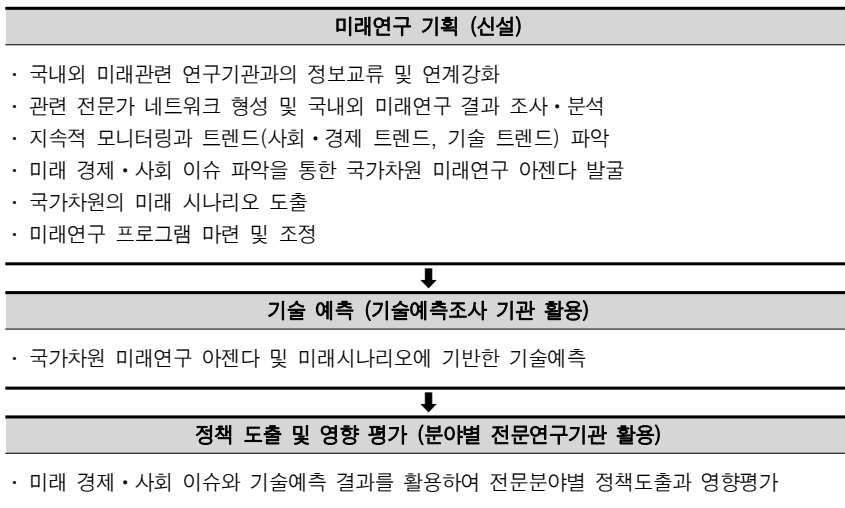 미래연구 기획 (신설)
· 국내외 미래관련 연구기관과의 정보교류 및 연계강화
· 관련 전문가 네트워크 형성 및 국내외 미래연구 결과 조사·분석
· 지속적 모니터링과 트렌드(사회·경제 트렌드, 기술 트렌드) 파악
· 미래 경제·사회 이슈 파악을 통한 국가차원 미래연구 아젠다 발굴
· 국가차원의 미래 시나리오 도출
· 미래연구 프로그램 마련 및 조정
기술 예측 (기술예측조사 기관 활용)
· 국가차원 미래연구 아젠다 및 미래시나리오에 기반한 기술예측
정책 도출 및 영향 평가 (분야별 전문연구기관 활용)
· 미래 경제·사회 이슈와 기술예측 결과를 활용하여 전문분야별 정책도출과 영향평가